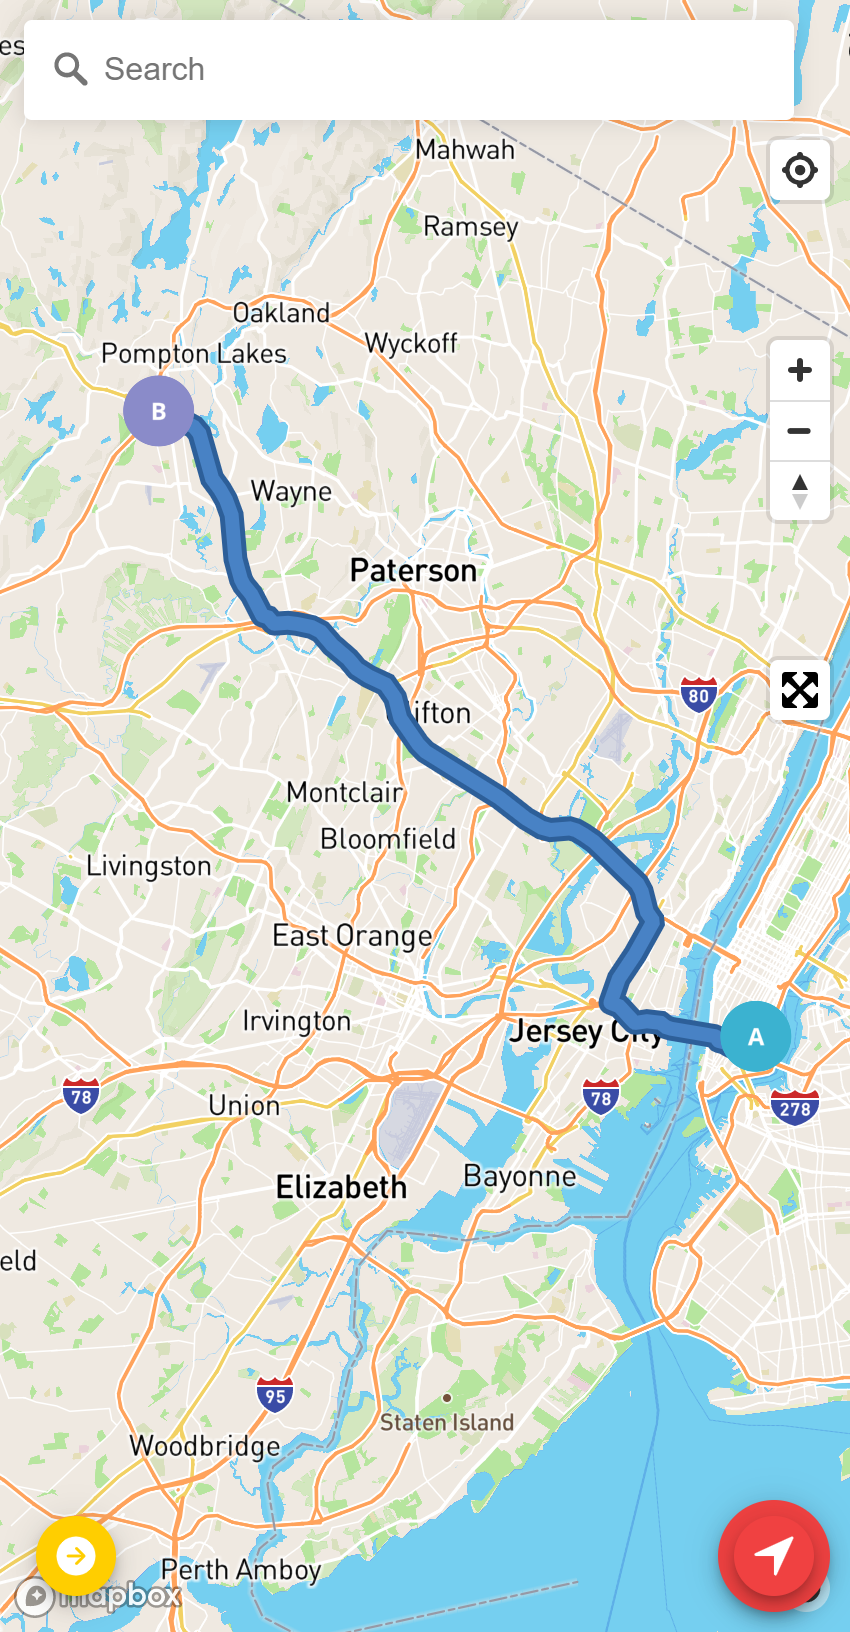 es
Search
Mahwah
Ramsey
Oakland
Wyckoff
Pompton Lakes
B
Wayne
Paterson
80
ifton
Montclair
Bloomfield
Livingston
East Orange
Irvington
Jersey City
A
78
78
278
Union
Bayonne
Elizabeth
eld
95
Staten Island
Woodbridge
Perth Amboy
mapbox